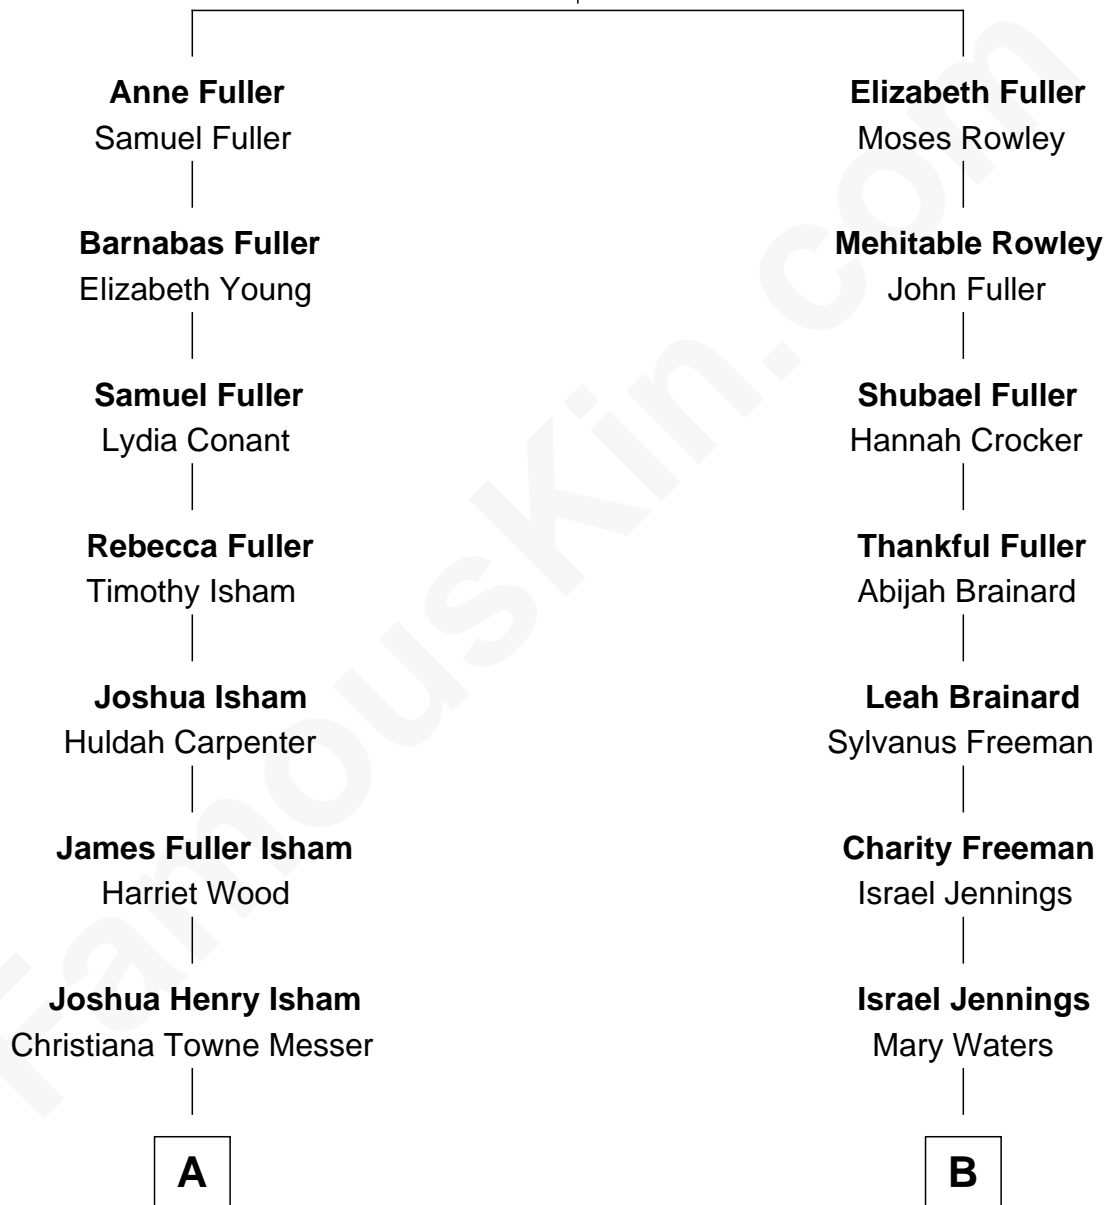 Anne Fuller
Samuel Fuller
Barnabas Fuller
Elizabeth Young
Samuel Fuller
Lydia Conant
Rebecca Fuller
Timothy Isham
Joshua Isham
Huldah Carpenter
James Fuller Isham
Harriet Wood
Joshua Henry Isham
Christiana Towne Messer
A
Elizabeth Fuller
Moses Rowley
Mehitable Rowley
John Fuller
Shubael Fuller
Hannah Crocker
Thankful Fuller
Abijah Brainard
Leah Brainard
Sylvanus Freeman
Charity Freeman
Israel Jennings
Israel Jennings
Mary Waters
B
FamousKin.com